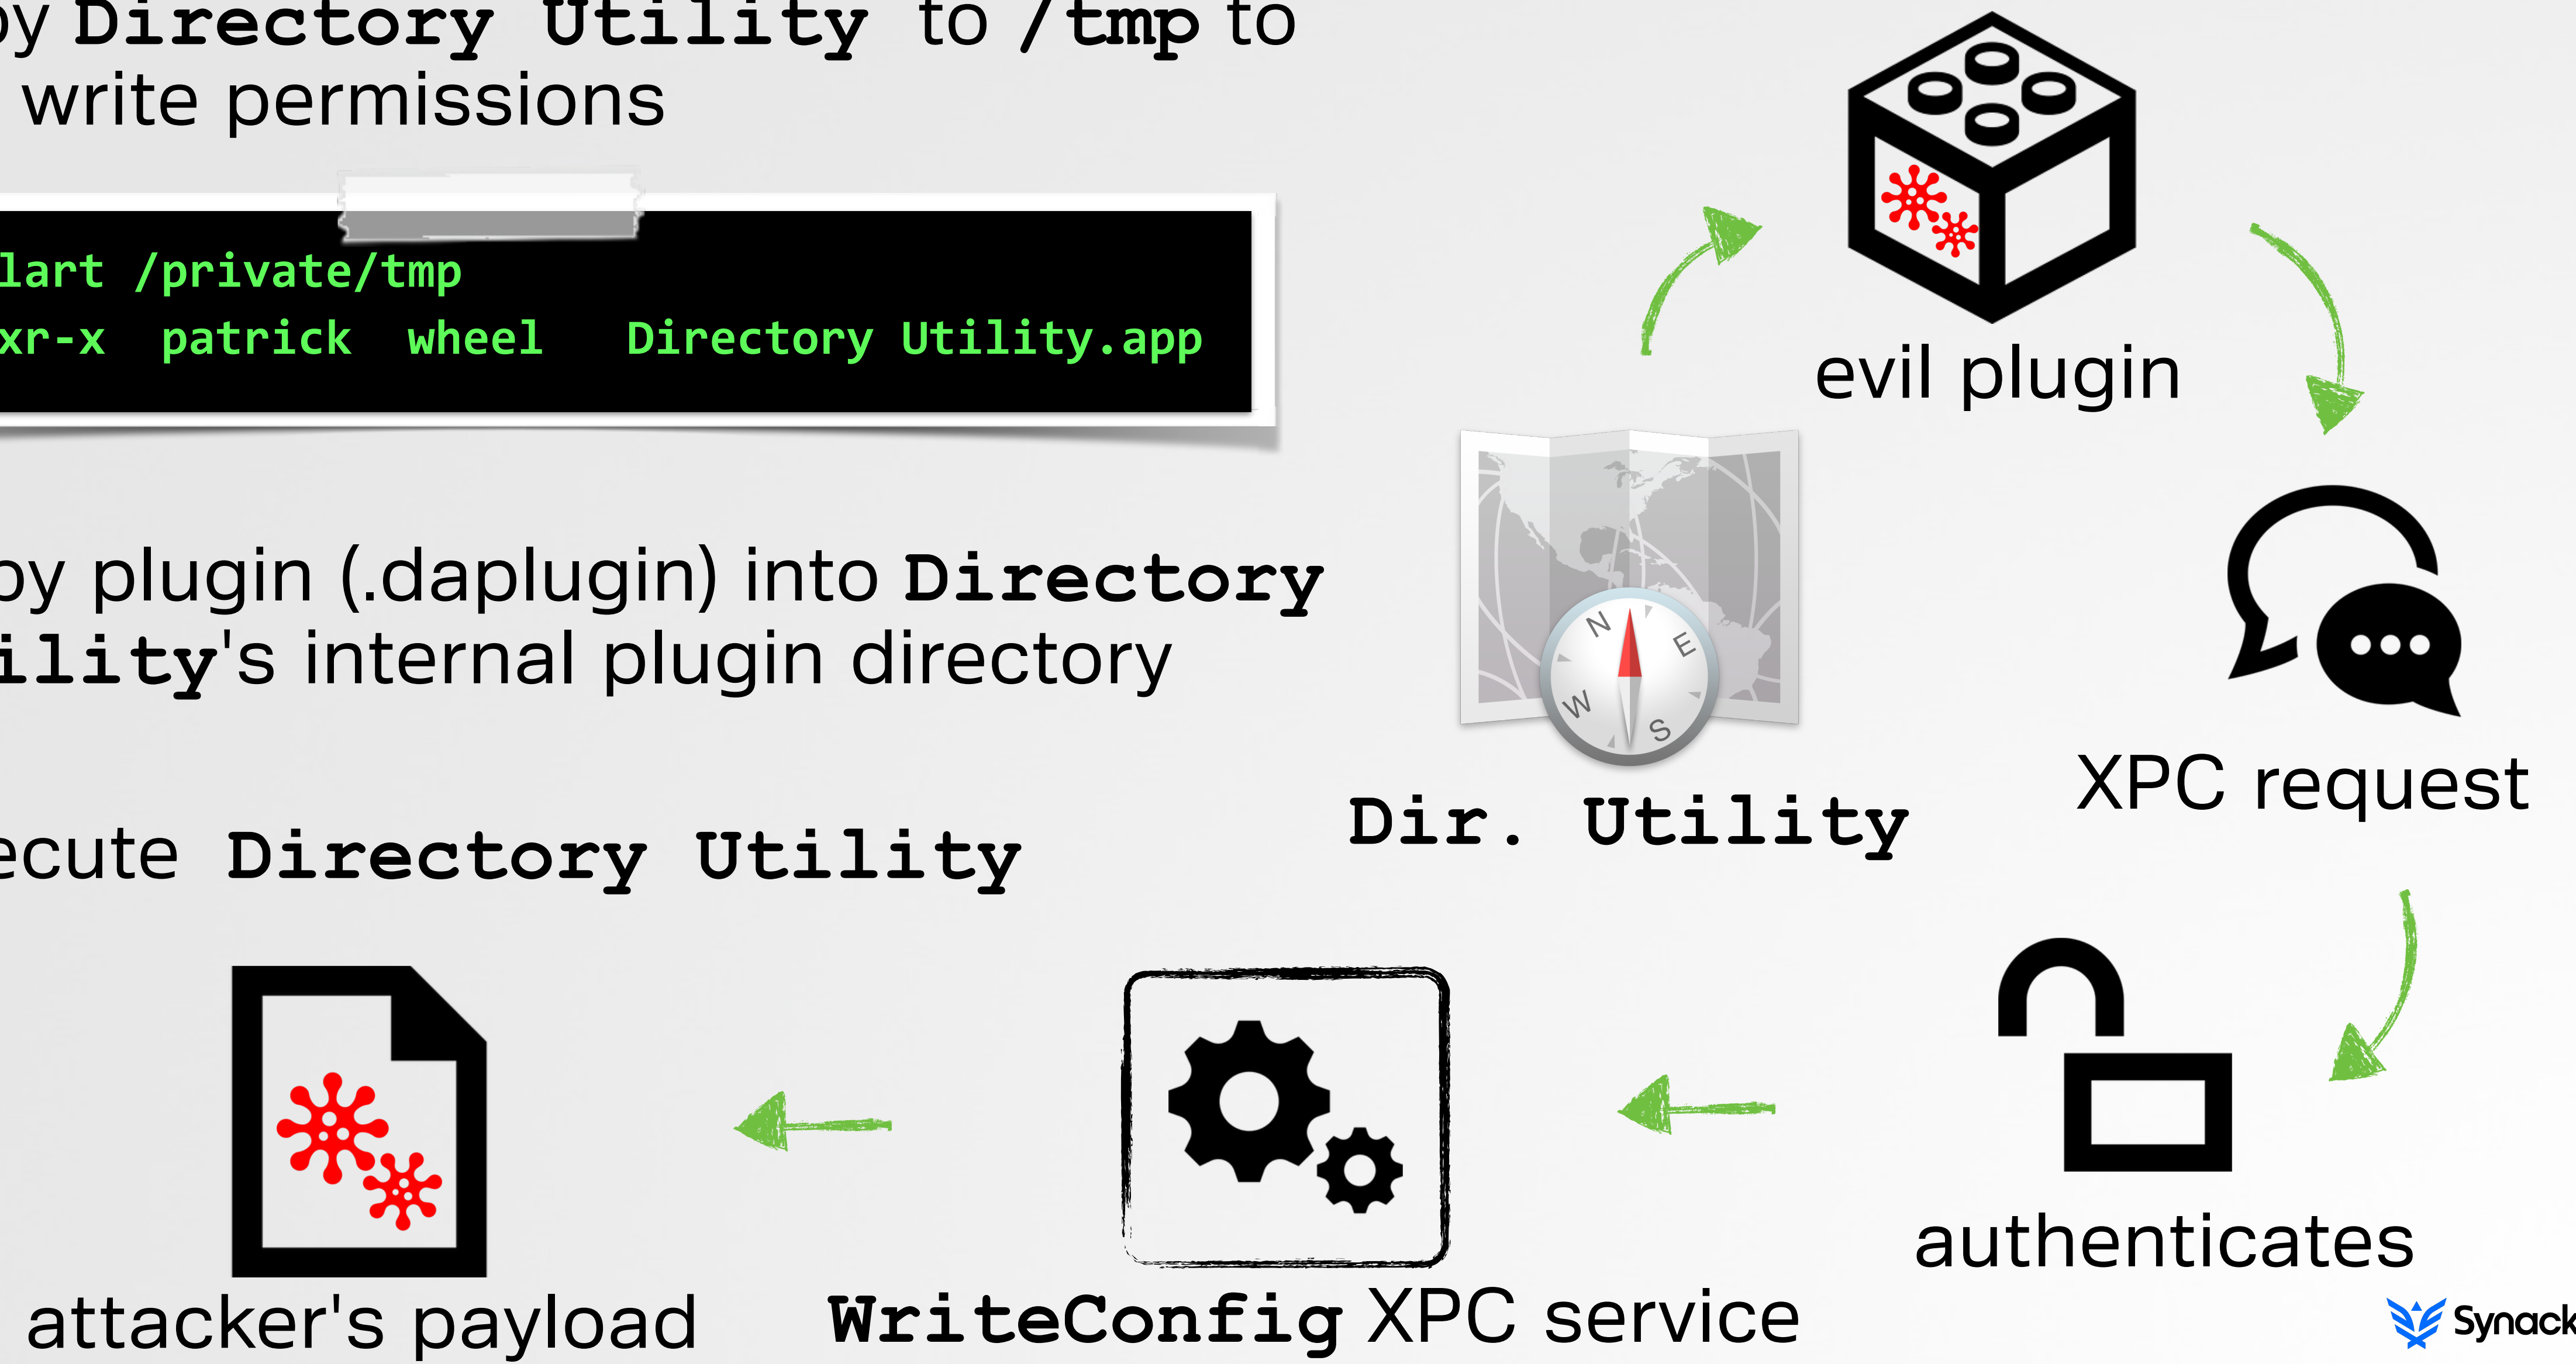 by Directory Utility to /tmp to
write permissions
lart /private/tmp
xr-x patrick wheel Directory Utility.app
evil plugin
py plugin (.daplugin) into Directory
ility's internal plugin directory
N
E
W
S
XPC request
Dir. Utility
ecute Directory Utility
authenticates
attacker's payload
WriteConfig XPC service
Synack